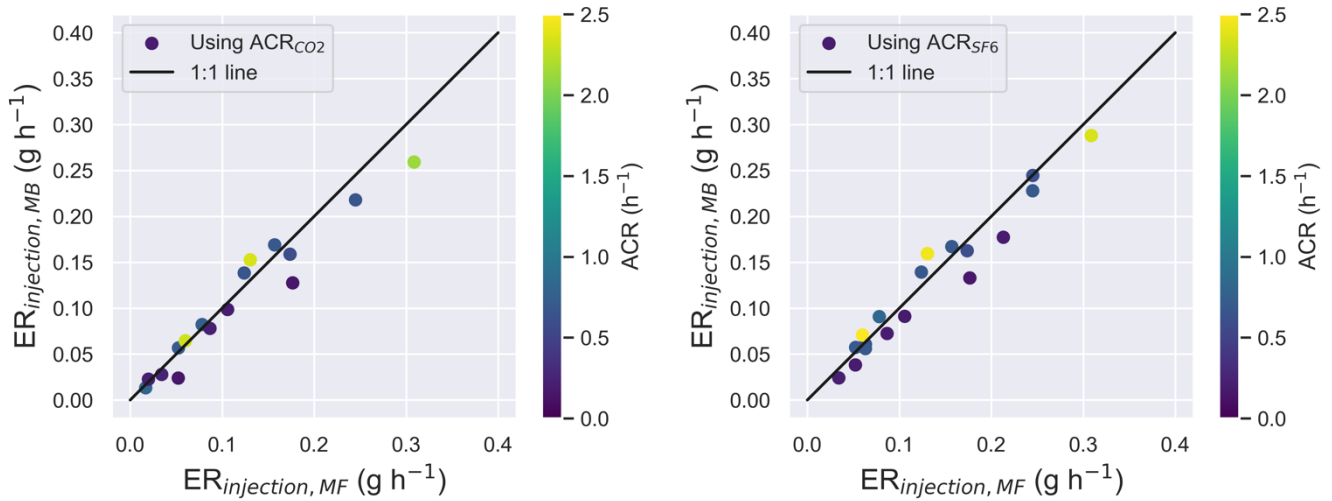 0.40
0.35
0.30
0.25
0.20
0.15
0.10
0.05
0.00
ER_injection, MB (g h⁻¹)
Using ACR_CO2
1:1 line
0.0 0.1 0.2 0.3 0.4
ER_injection, MF (g h⁻¹)
2.5
2.0
1.5
1.0
0.5
0.0
ACR (h⁻¹)
0.40
0.35
0.30
0.25
0.20
0.15
0.10
0.05
0.00
ER_injection, MB (g h⁻¹)
Using ACR_SF6
1:1 line
0.0 0.1 0.2 0.3 0.4
ER_injection, MF (g h⁻¹)
2.5
2.0
1.5
1.0
0.5
0.0
ACR (h⁻¹)